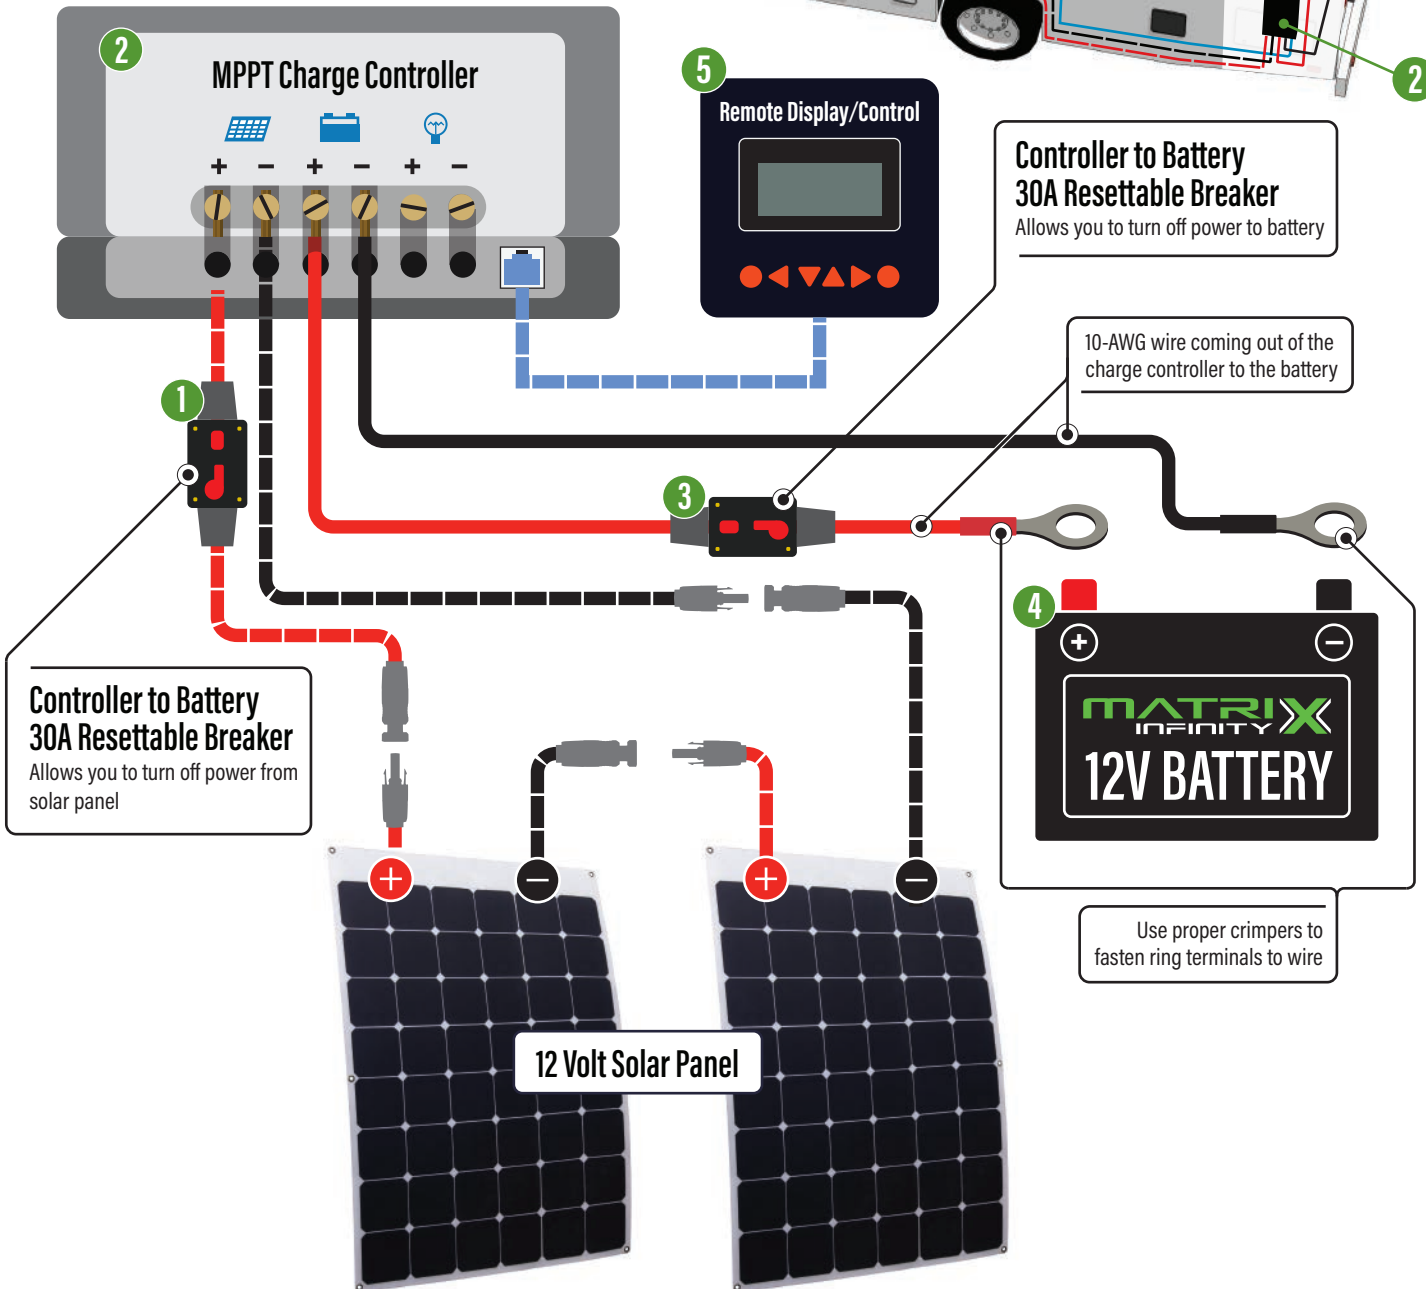 2
MPPT Charge Controller
+ − + − + −
5
Remote Display/Control
2
Controller to Battery
30A Resettable Breaker
Allows you to turn off power to battery
10-AWG wire coming out of the
charge controller to the battery
1
3
4
+ −
MATRIX
INFINITY
12V BATTERY
Controller to Battery
30A Resettable Breaker
Allows you to turn off power from
solar panel
+ − + −
Use proper crimpers to
fasten ring terminals to wire
12 Volt Solar Panel